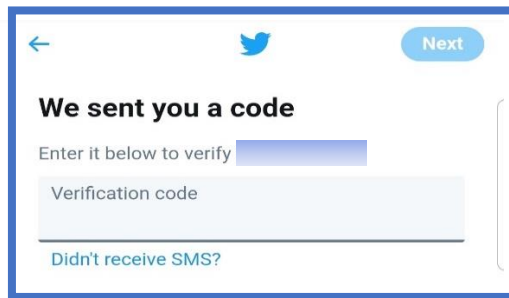 Next
We sent you a code
Enter it below to verify
Verification code
Didn't receive SMS?